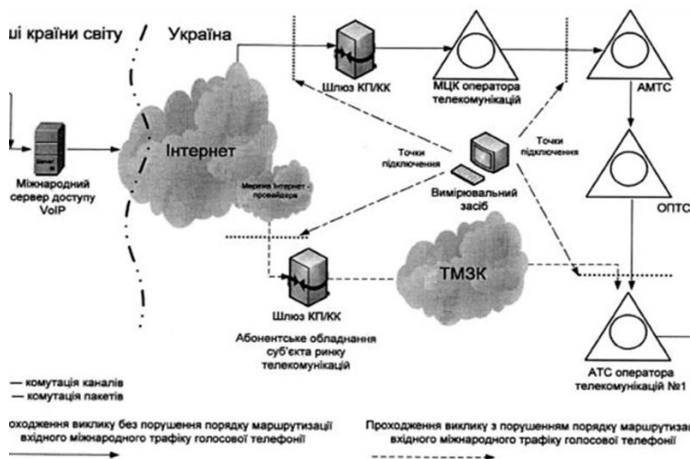 ші країни світу
Україна
Шлюз КП/КК
МЦК оператора
телекомунікацій
АМТС
Інтернет
Міжнародний
сервер доступу
VoIP
Мережа Інтернет -
провайдера
Точки
підключення
Точки
підключення
Вимірювальний
засіб
ОПТС
ТМЗК
Шлюз КП/КК
Абонентське обладнання
суб'єкта ринку
телекомунікацій
АТС оператора
телекомунікацій №1
— комутація каналів
— комутація пакетів
оходження виклику без порушення порядку маршрутизації
вхідного міжнародного трафіку голосової телефонії
Проходження виклику з порушенням порядку маршрутиза
вхідного міжнародного трафіку голосової телефонії